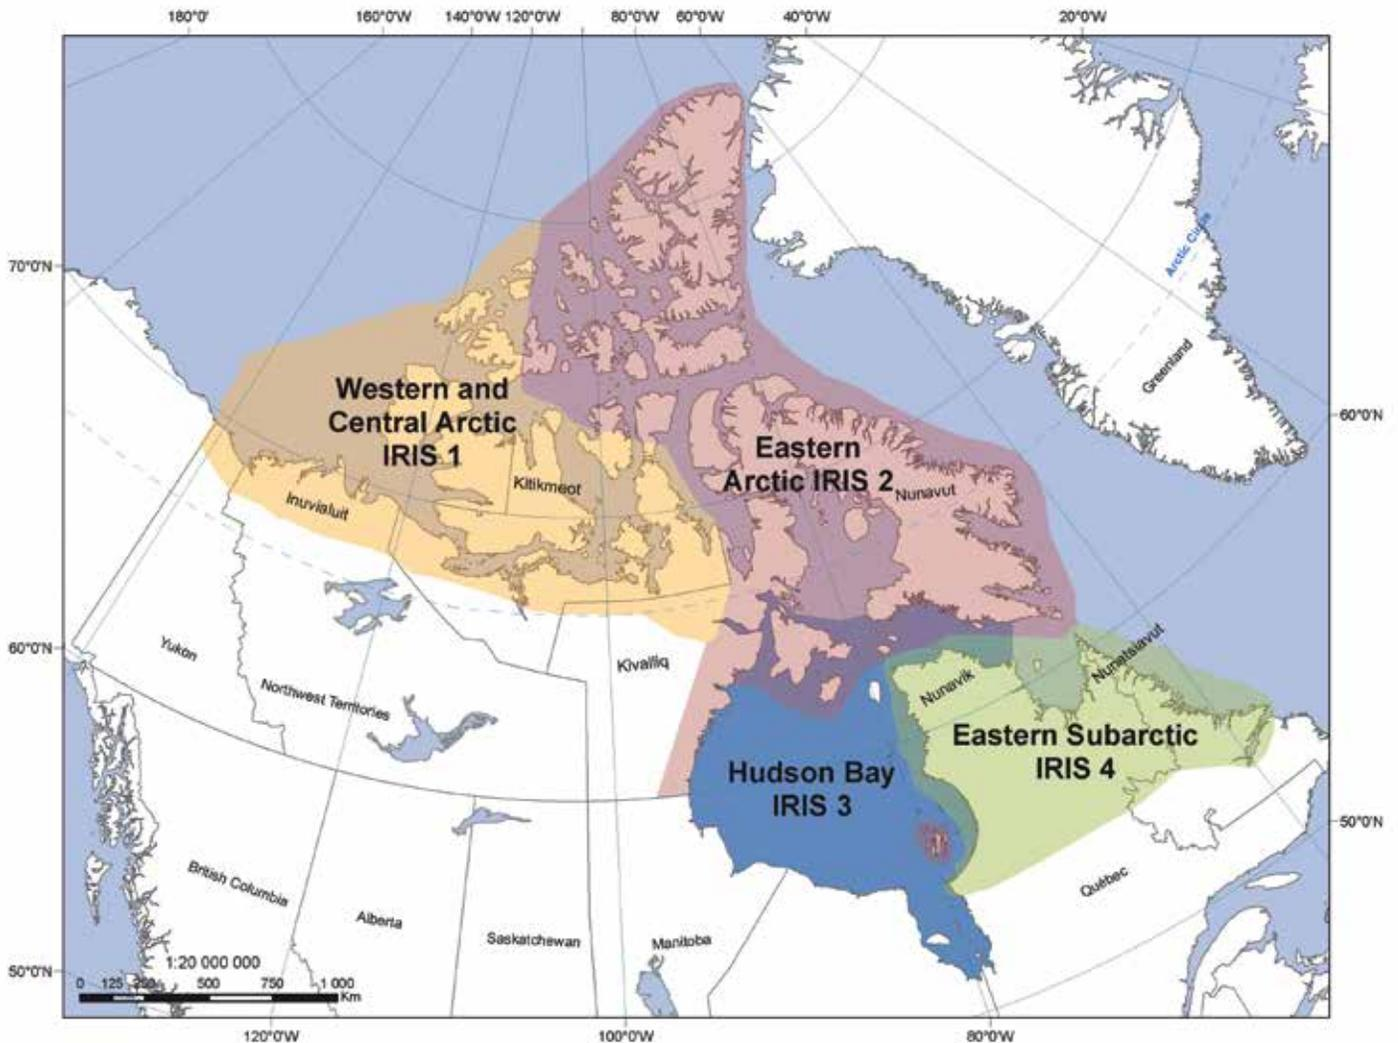 180°0'
160°0'W
140°0'W
120°0'W
80°0'W
60°0'W
40°0'W
20°0'W
70°0'N
60°0'N
50°0'N
60°0'N
50°0'N
Arctic Circle
Greenland
Western and
Central Arctic
IRIS 1
Eastern
Arctic IRIS 2
Nunavut
Kitikmeot
Inuvialuit
Yukon
Northwest Territories
Kivalliq
Nunavik
Nunatsiavut
Eastern Subarctic
IRIS 4
Hudson Bay
IRIS 3
British Columbia
Alberta
Saskatchewan
Manitoba
Québec
1:20 000 000
0 125 250 500 750 1 000
Km
120°0'W
100°0'W
80°0'W